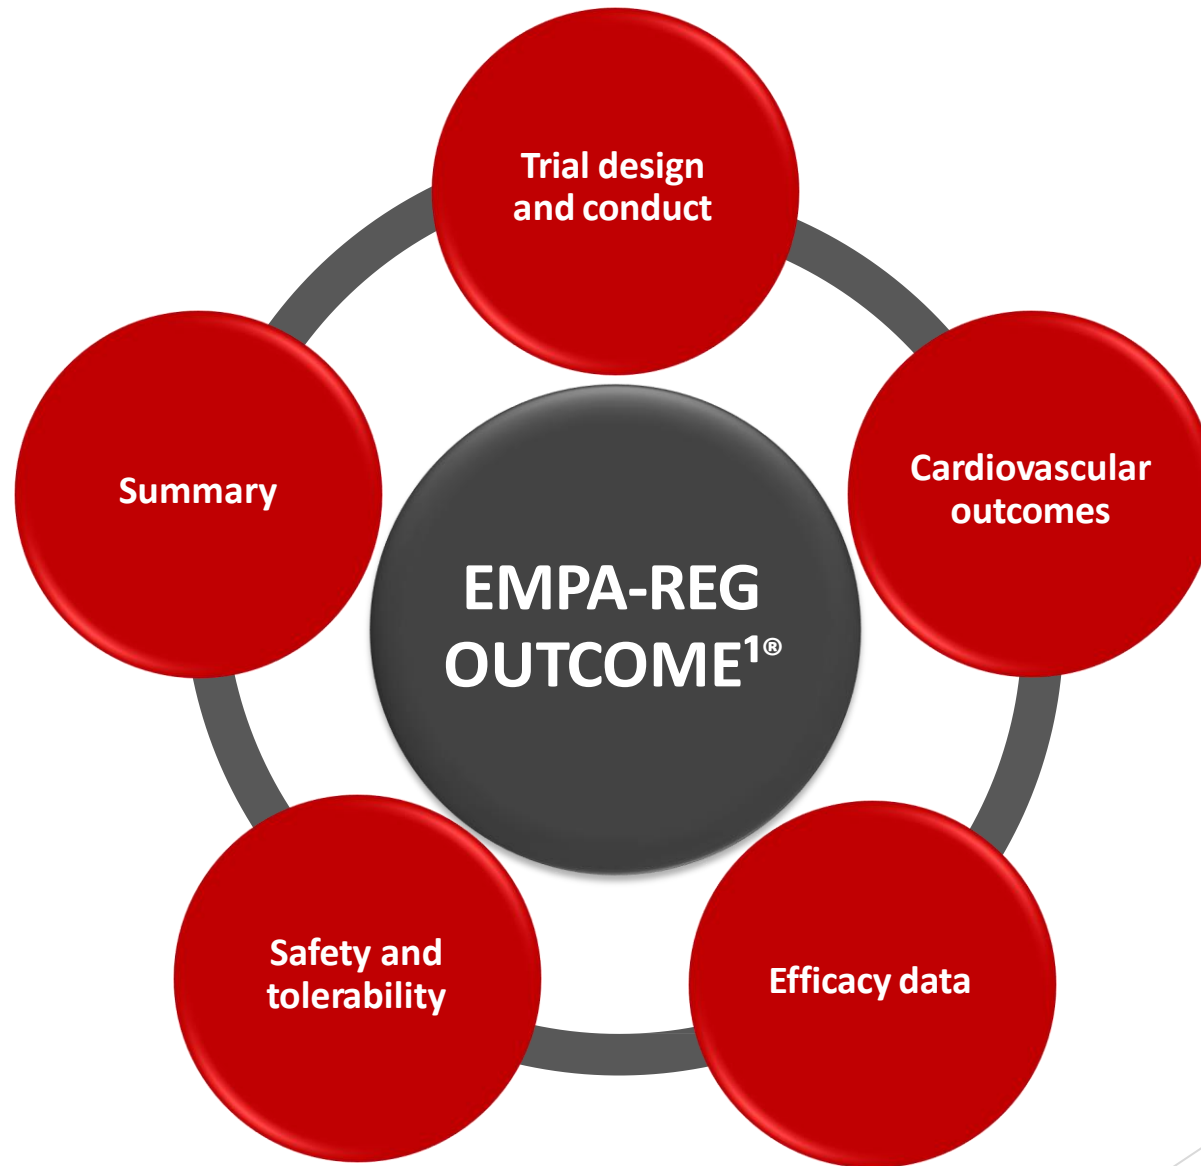 Trial design
and conduct
Cardiovascular
outcomes
Summary
EMPA-REG
OUTCOME¹®
Safety and
tolerability
Efficacy data